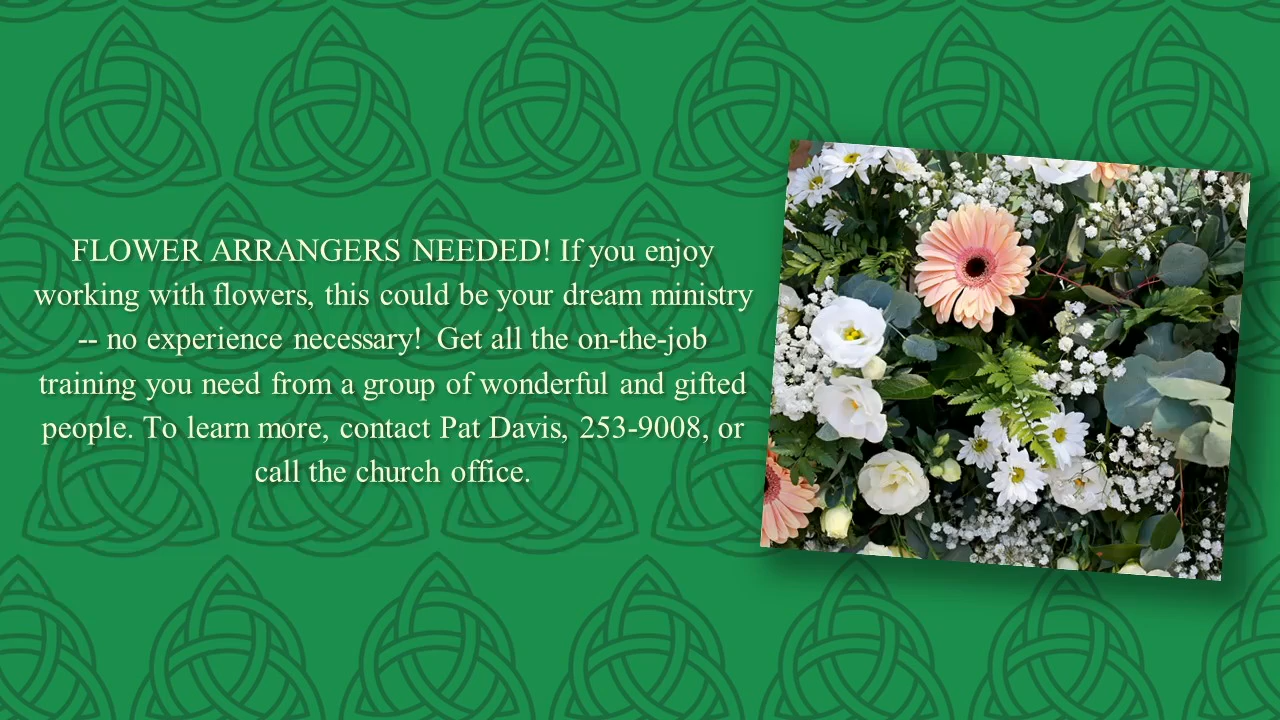 FLOWER ARRANGERS NEEDED! If you enjoy
working with flowers, this could be your dream ministry
-- no experience necessary!  Get all the on-the-job
training you need from a group of wonderful and gifted
people. To learn more, contact Pat Davis, 253-9008, or
call the church office.